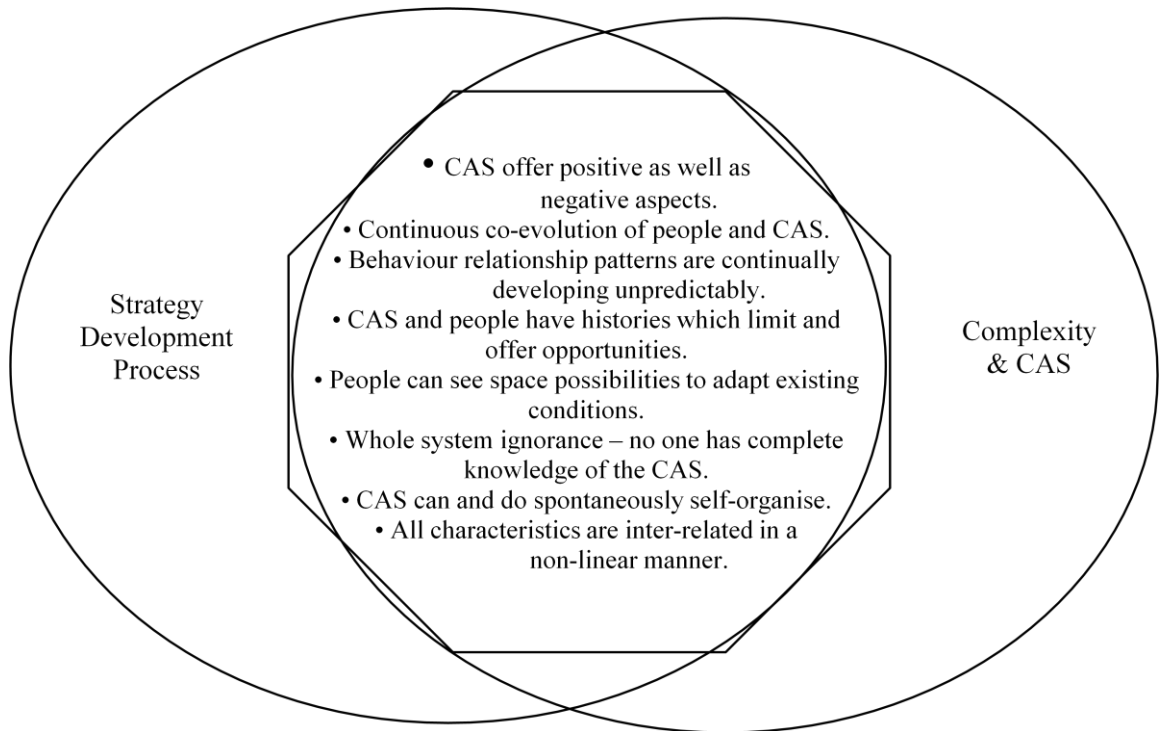 Strategy
Development
Process
• CAS offer positive as well as
negative aspects.
• Continuous co-evolution of people and CAS.
• Behaviour relationship patterns are continually
developing unpredictably.
• CAS and people have histories which limit and
offer opportunities.
• People can see space possibilities to adapt existing
conditions.
• Whole system ignorance – no one has complete
knowledge of the CAS.
• CAS can and do spontaneously self-organise.
• All characteristics are inter-related in a
non-linear manner.
Complexity
& CAS